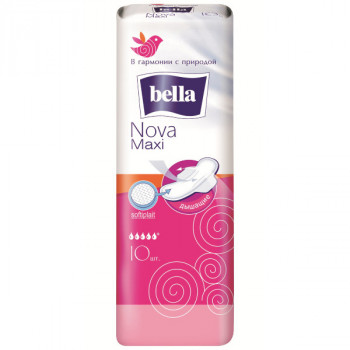 В гармонии с природой
bella
Nova
Maxi
дышащие
softplait
10 шт.